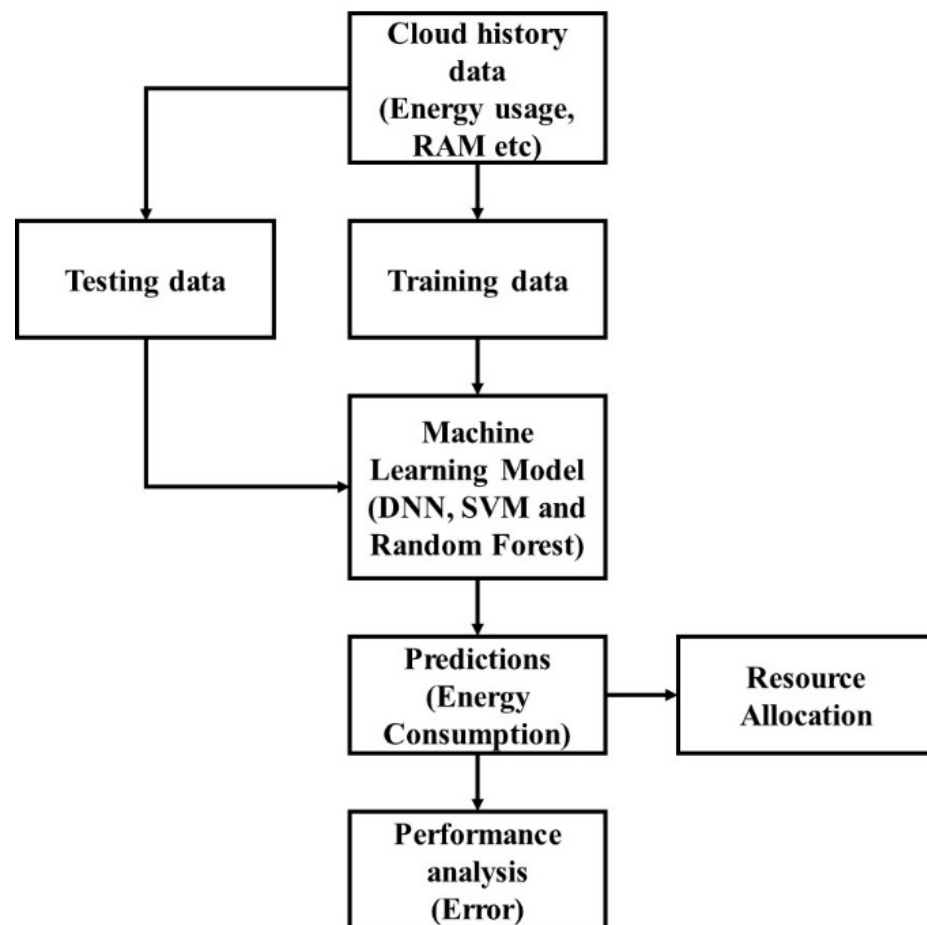 Cloud history
data
(Energy usage,
RAM etc)
Testing data
Training data
Machine
Learning Model
(DNN, SVM and
Random Forest)
Predictions
(Energy
Consumption)
Resource
Allocation
Performance
analysis
(Error)